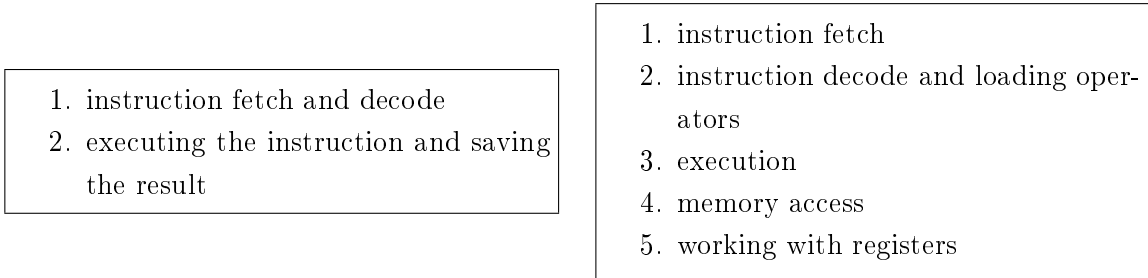 1. instruction fetch and decode
2. executing the instruction and saving
the result
1. instruction fetch
2. instruction decode and loading oper-
ators
3. execution
4. memory access
5. working with registers